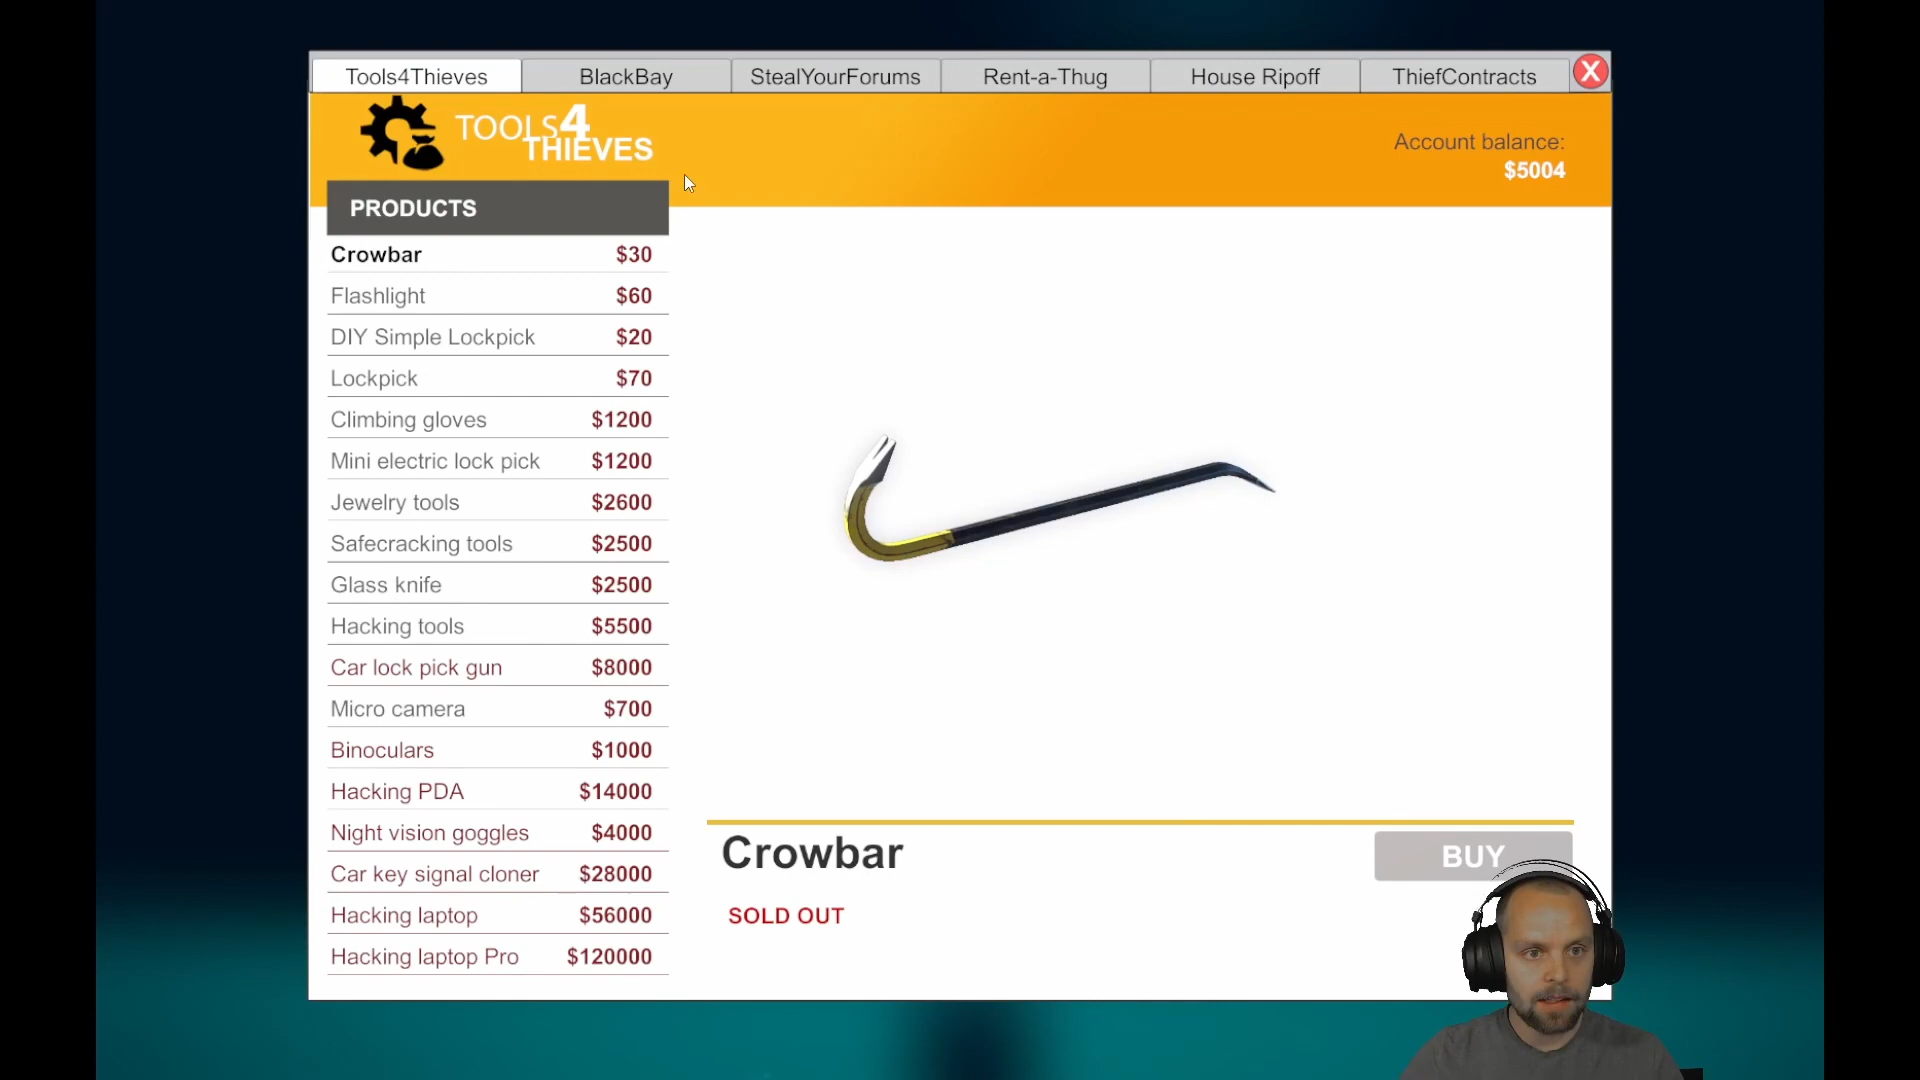 Tools4Thieves BlackBay StealYourForums Rent-a-Thug House Ripoff ThiefContracts X
TOOLS4
THIEVES
Account balance:
$5004
PRODUCTS
Crowbar $30
Flashlight $60
DIY Simple Lockpick $20
Lockpick $70
Climbing gloves $1200
Mini electric lock pick $1200
Jewelry tools $2600
Safecracking tools $2500
Glass knife $2500
Hacking tools $5500
Car lock pick gun $8000
Micro camera $700
Binoculars $1000
Hacking PDA $14000
Night vision goggles $4000
Car key signal cloner $28000
Hacking laptop $56000
Hacking laptop Pro $120000
Crowbar
BUY
SOLD OUT